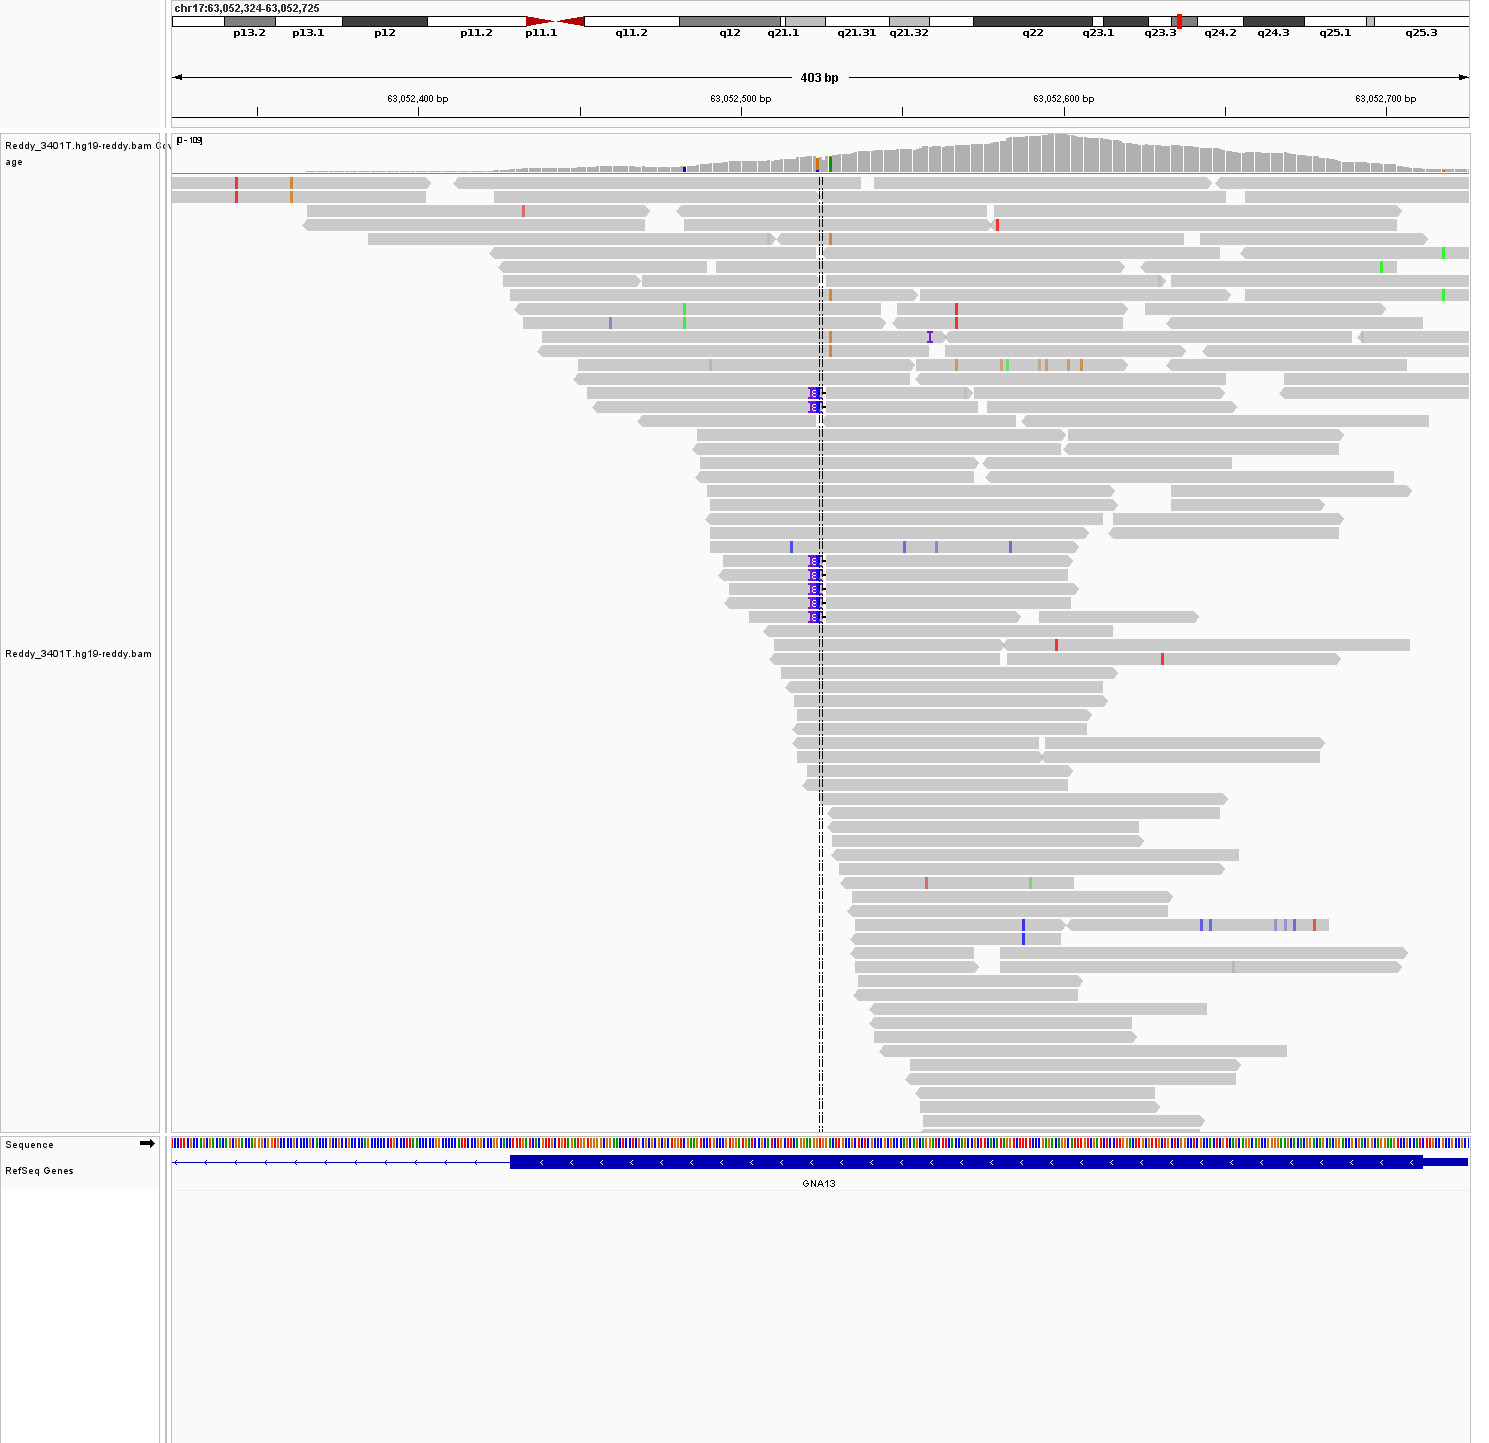 chr17:63,052,324-63,052,725
p13.2 p13.1 p12 p11.2 p11.1 q11.2 q12 q21.1 q21.31 q21.32 q22 q23.1 q23.3 q24.2 q24.3 q25.1 q25.3
403 bp
63,052,400 bp 63,052,500 bp 63,052,600 bp 63,052,700 bp
[0 - 109]
Reddy_3401T.hg19-reddy.bam Cov
age
Reddy_3401T.hg19-reddy.bam
Sequence
RefSeq Genes
GNA13